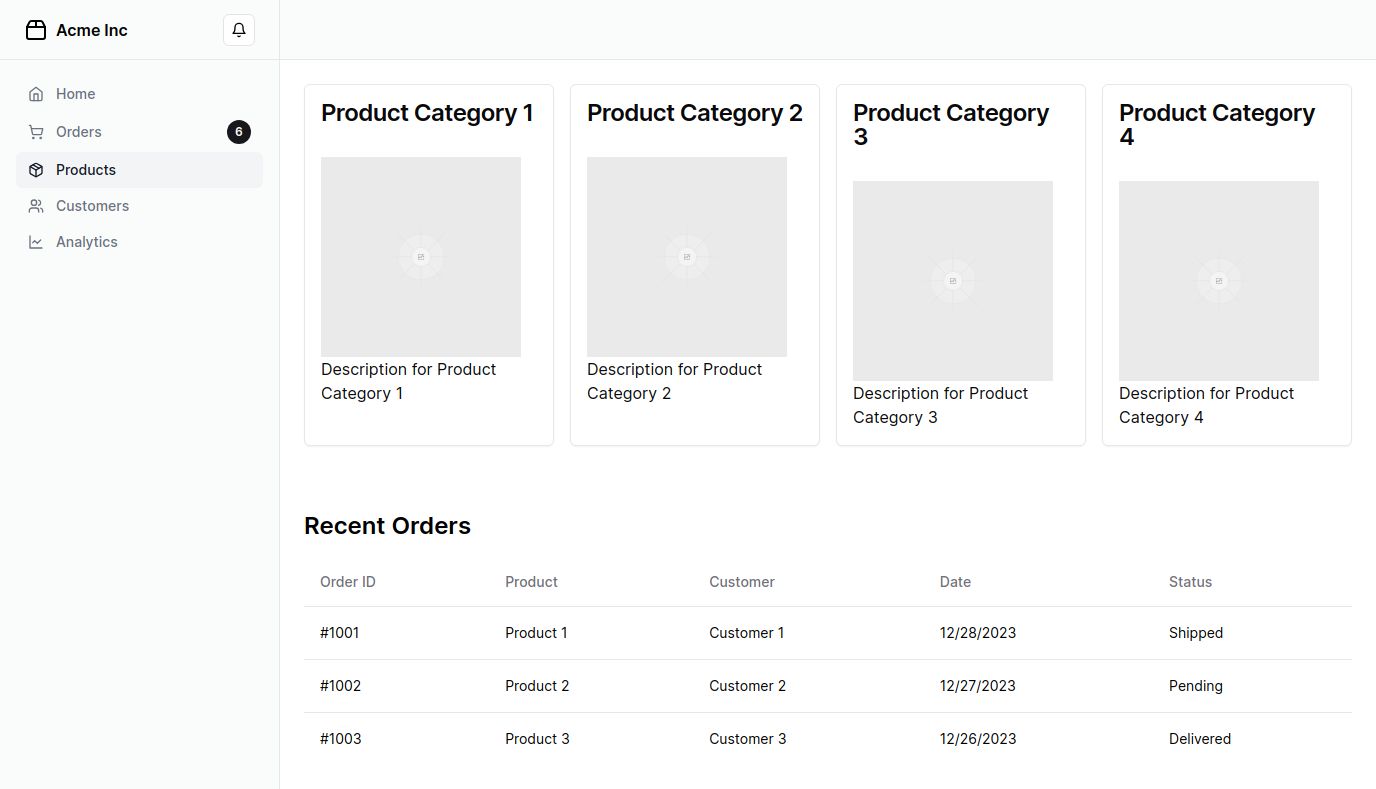 Acme Inc
Home
Orders 6
Products
Customers
Analytics
Product Category 1
Description for Product
Category 1
Product Category 2
Description for Product
Category 2
Product Category
3
Description for Product
Category 3
Product Category
4
Description for Product
Category 4
Recent Orders
Order ID Product Customer Date Status
#1001 Product 1 Customer 1 12/28/2023 Shipped
#1002 Product 2 Customer 2 12/27/2023 Pending
#1003 Product 3 Customer 3 12/26/2023 Delivered